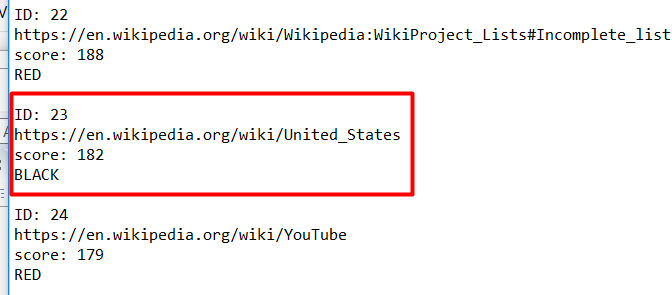 ID: 22
https://en.wikipedia.org/wiki/Wikipedia:WikiProject_Lists#Incomplete_list
score: 188
RED
ID: 23
https://en.wikipedia.org/wiki/United_States
score: 182
BLACK
ID: 24
https://en.wikipedia.org/wiki/YouTube
score: 179
RED